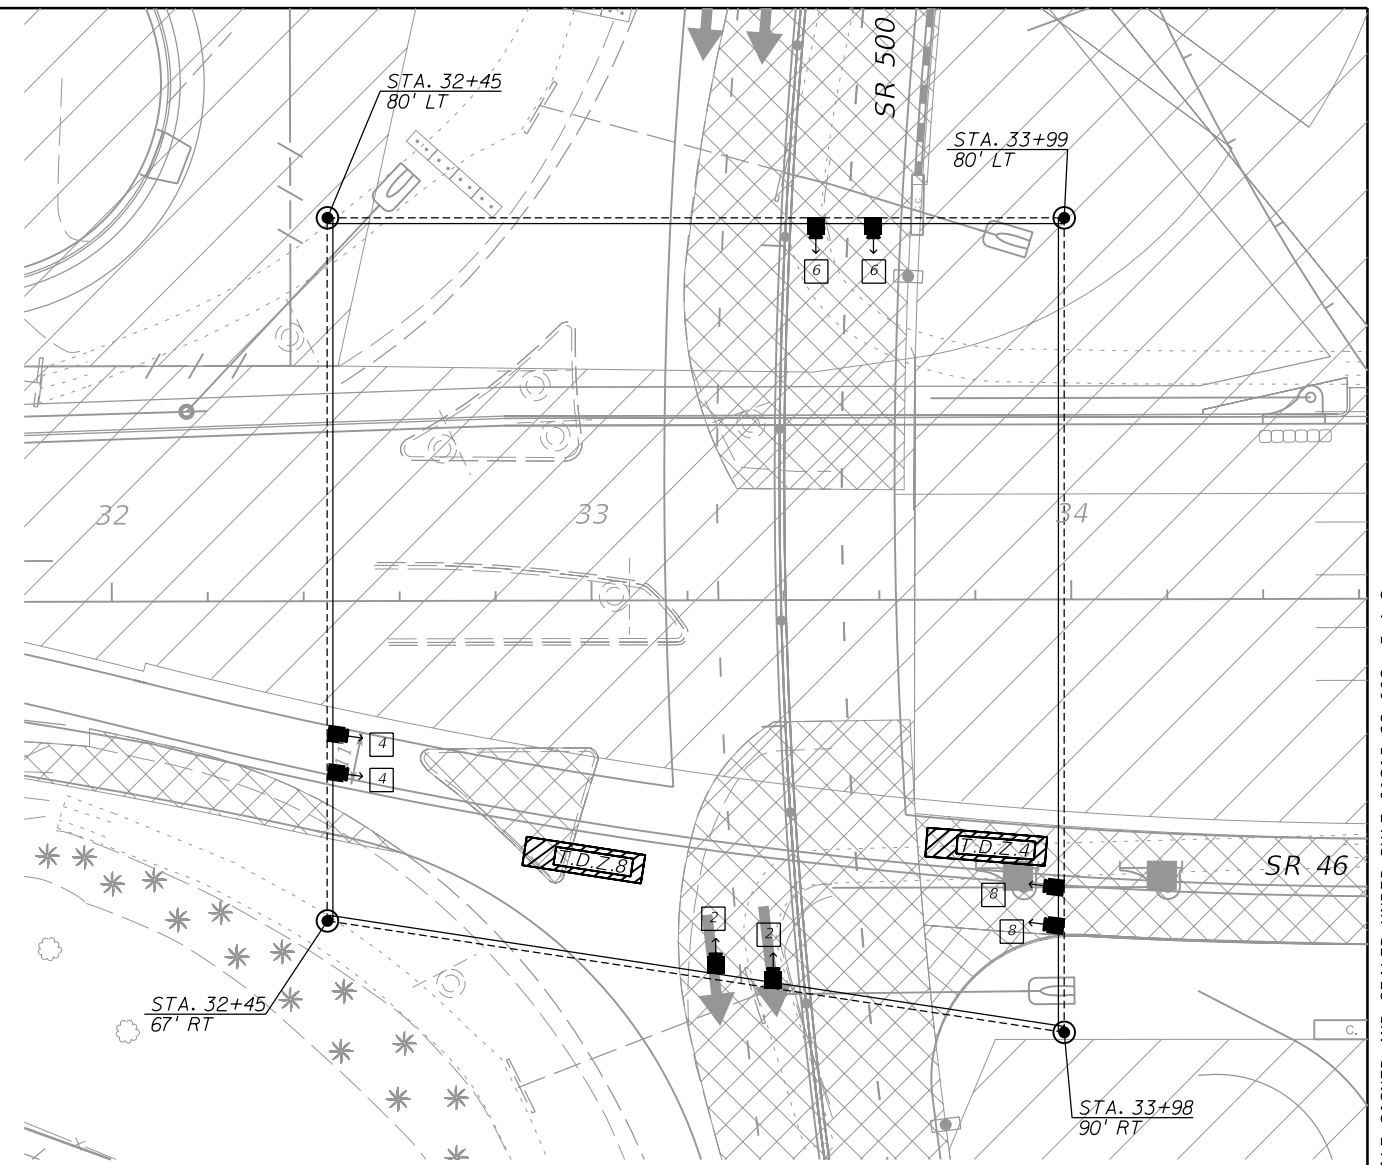 STA. 32+45
80' LT
SR 500
STA. 33+99
80' LT
6
6
32
33
34
4
4
T.D.Z.8
T.D.Z.4
SR 46
8
8
2
2
STA. 32+45
67' RT
C.
STA. 33+98
90' RT